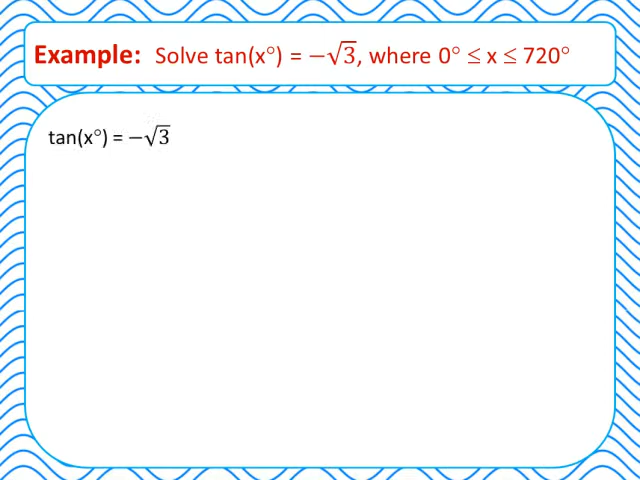 Example: Solve tan(x°) = −√3, where 0° ≤ x ≤ 720°
tan(x°) = −√3